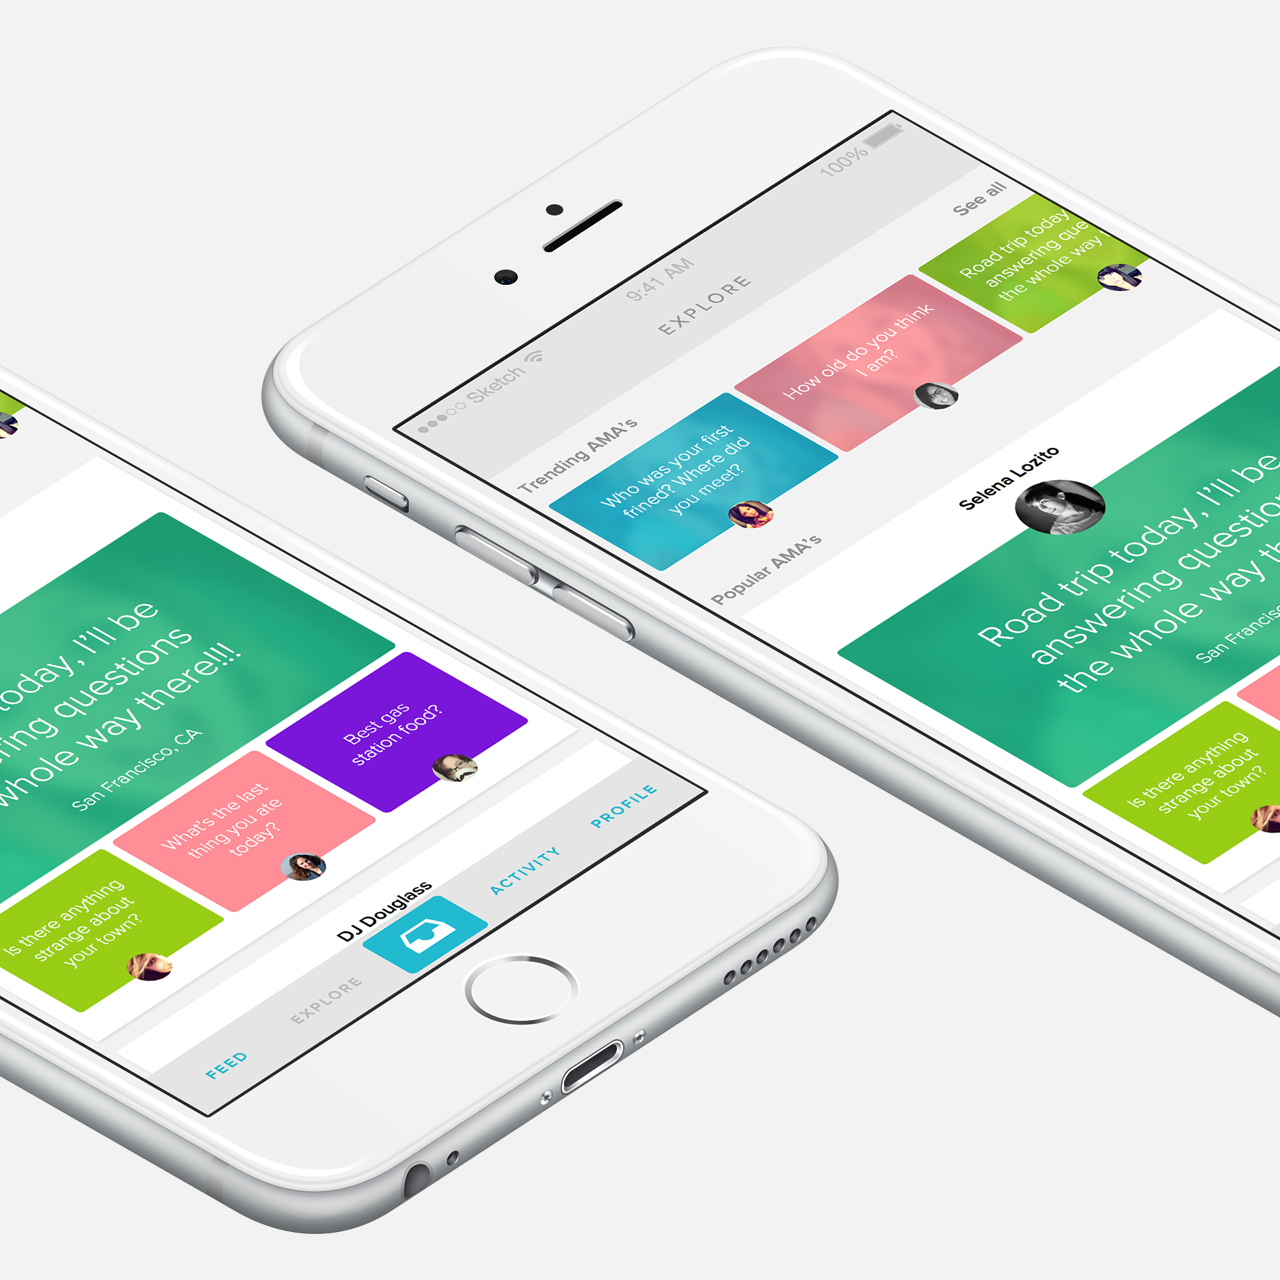 Sketch
9:41 AM
100%
EXPLORE
Trending AMA's
See all
Who was your first
frined? Where did
you meet?
How old do you think
I am?
Road trip today
answering que
the whole way
Popular AMA's
Selena Lozito
Road trip today, I'll be
answering question
the whole way th
San Francisc
Is there anything
strange about
your town?
today, I'll be
ring questions
whole way there!!!
San Francisco, CA
Is there anything
strange about
your town?
What's the last
thing you ate
today?
Best gas
station food?
DJ Douglass
FEED
EXPLORE
ACTIVITY
PROFILE